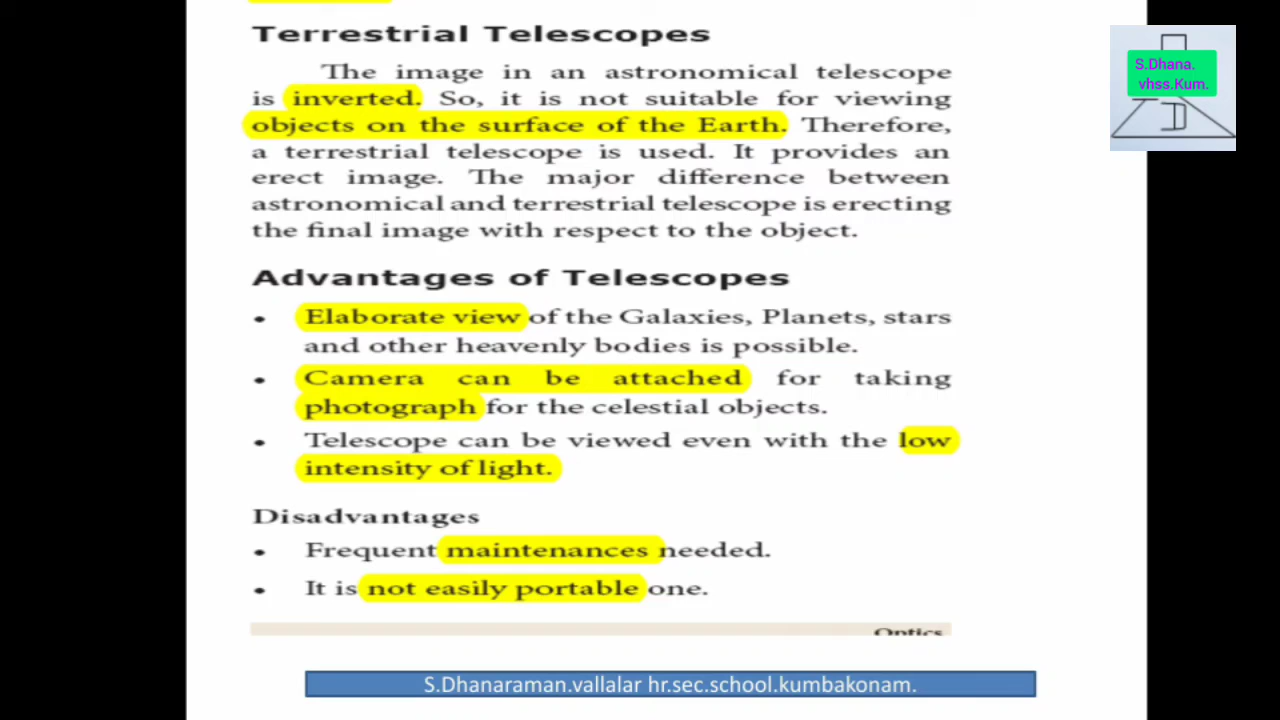 Terrestrial Telescopes
The image in an astronomical telescope
is inverted. So, it is not suitable for viewing
objects on the surface of the Earth. Therefore,
a terrestrial telescope is used. It provides an
erect image. The major difference between
astronomical and terrestrial telescope is erecting
the final image with respect to the object.
Advantages of Telescopes
• Elaborate view of the Galaxies, Planets, stars
and other heavenly bodies is possible.
• Camera can be attached for taking
photograph for the celestial objects.
• Telescope can be viewed even with the low
intensity of light.
Disadvantages
• Frequent maintenances needed.
• It is not easily portable one.
Optics
S.Dhanaraman.vallalar hr.sec.school.kumbakonam.
S.Dhana.
vhss.Kum.